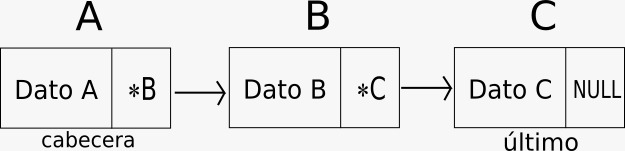 A B C
Dato A *B Dato B *C Dato C NULL
cabecera último